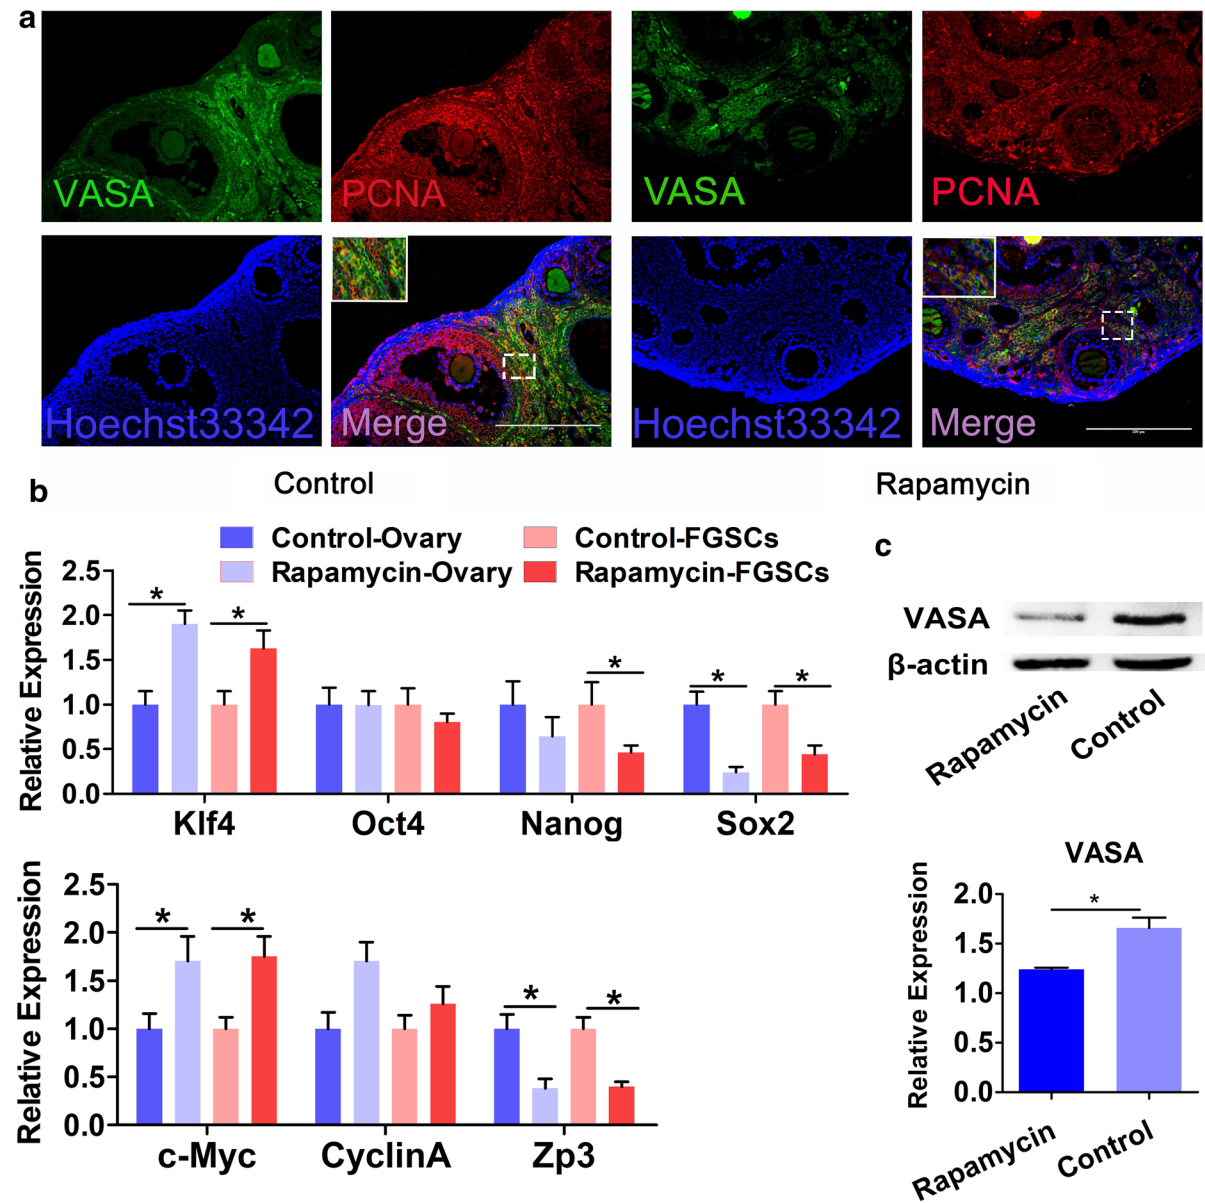 a
VASA PCNA VASA PCNA
Hoechst33342 Merge Hoechst33342 Merge
200 µm
Control Rapamycin
b
Control-Ovary Control-FGSCs
Rapamycin-Ovary Rapamycin-FGSCs
Relative Expression
2.5
2.0
1.5
1.0
0.5
0.0
* * * * *
Klf4 Oct4 Nanog Sox2
Relative Expression
2.5
2.0
1.5
1.0
0.5
0.0
* * * *
c-Myc CyclinA Zp3
c
VASA
β-actin
Rapamycin Control
VASA
Relative Expression
2.0
1.5
1.0
0.5
0.0
*
Rapamycin Control